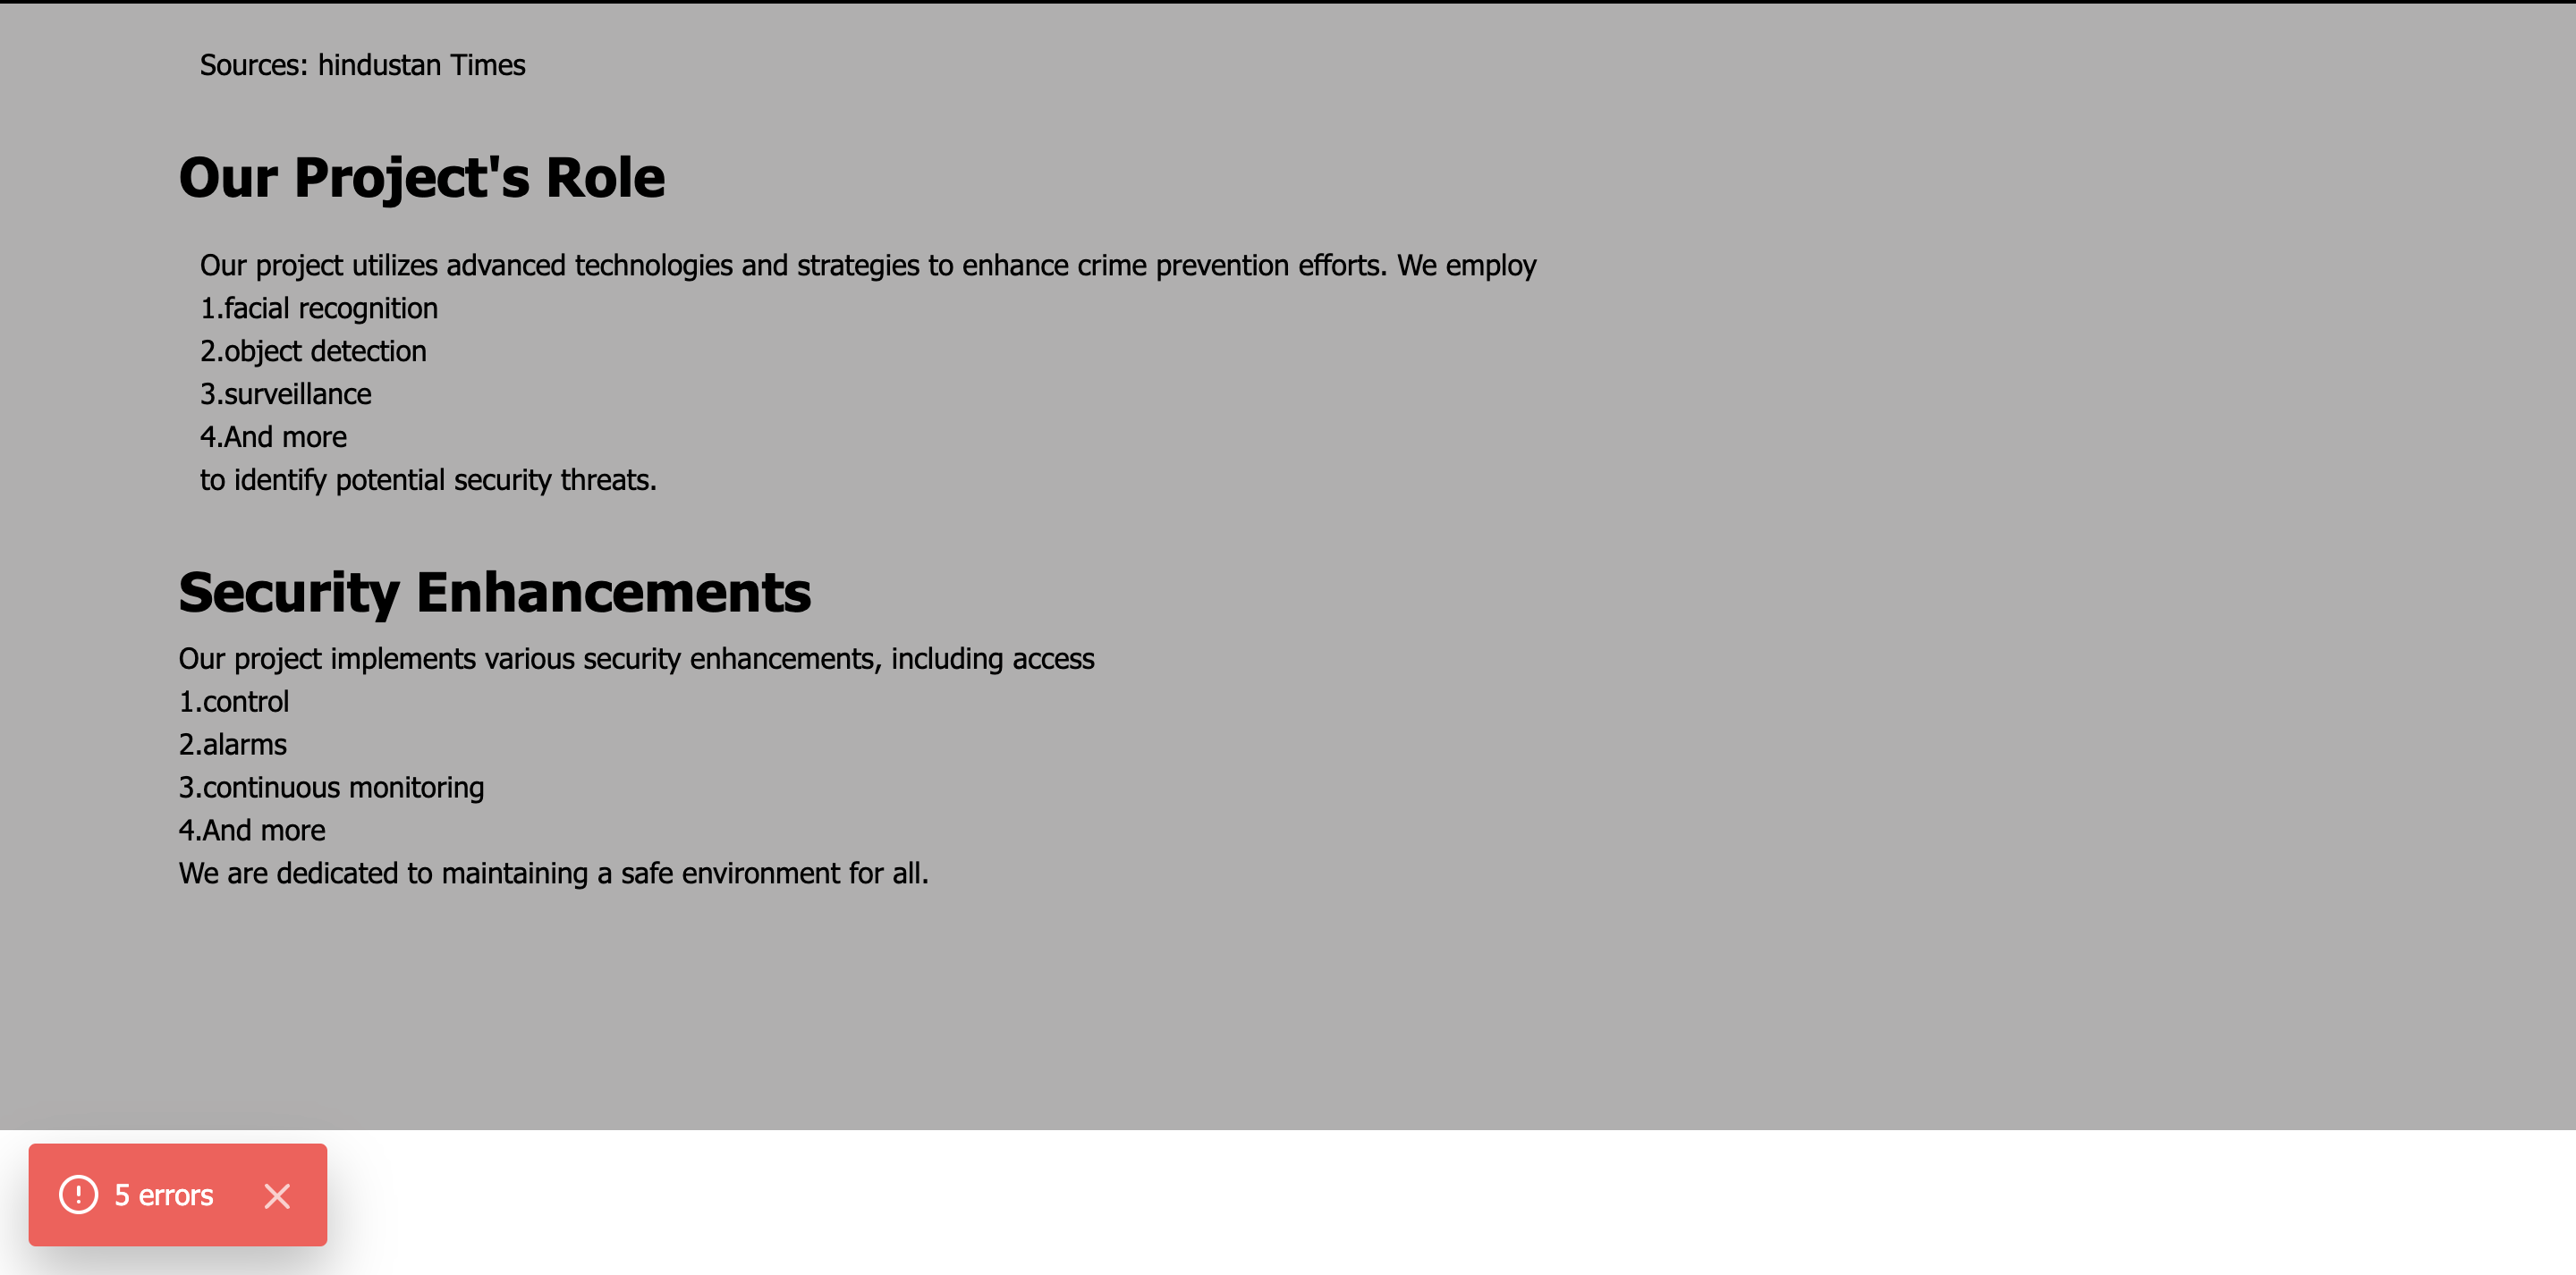 Sources: hindustan Times
Our Project's Role
Our project utilizes advanced technologies and strategies to enhance crime prevention efforts. We employ
1.facial recognition
2.object detection
3.surveillance
4.And more
to identify potential security threats.
Security Enhancements
Our project implements various security enhancements, including access
1.control
2.alarms
3.continuous monitoring
4.And more
We are dedicated to maintaining a safe environment for all.
5 errors